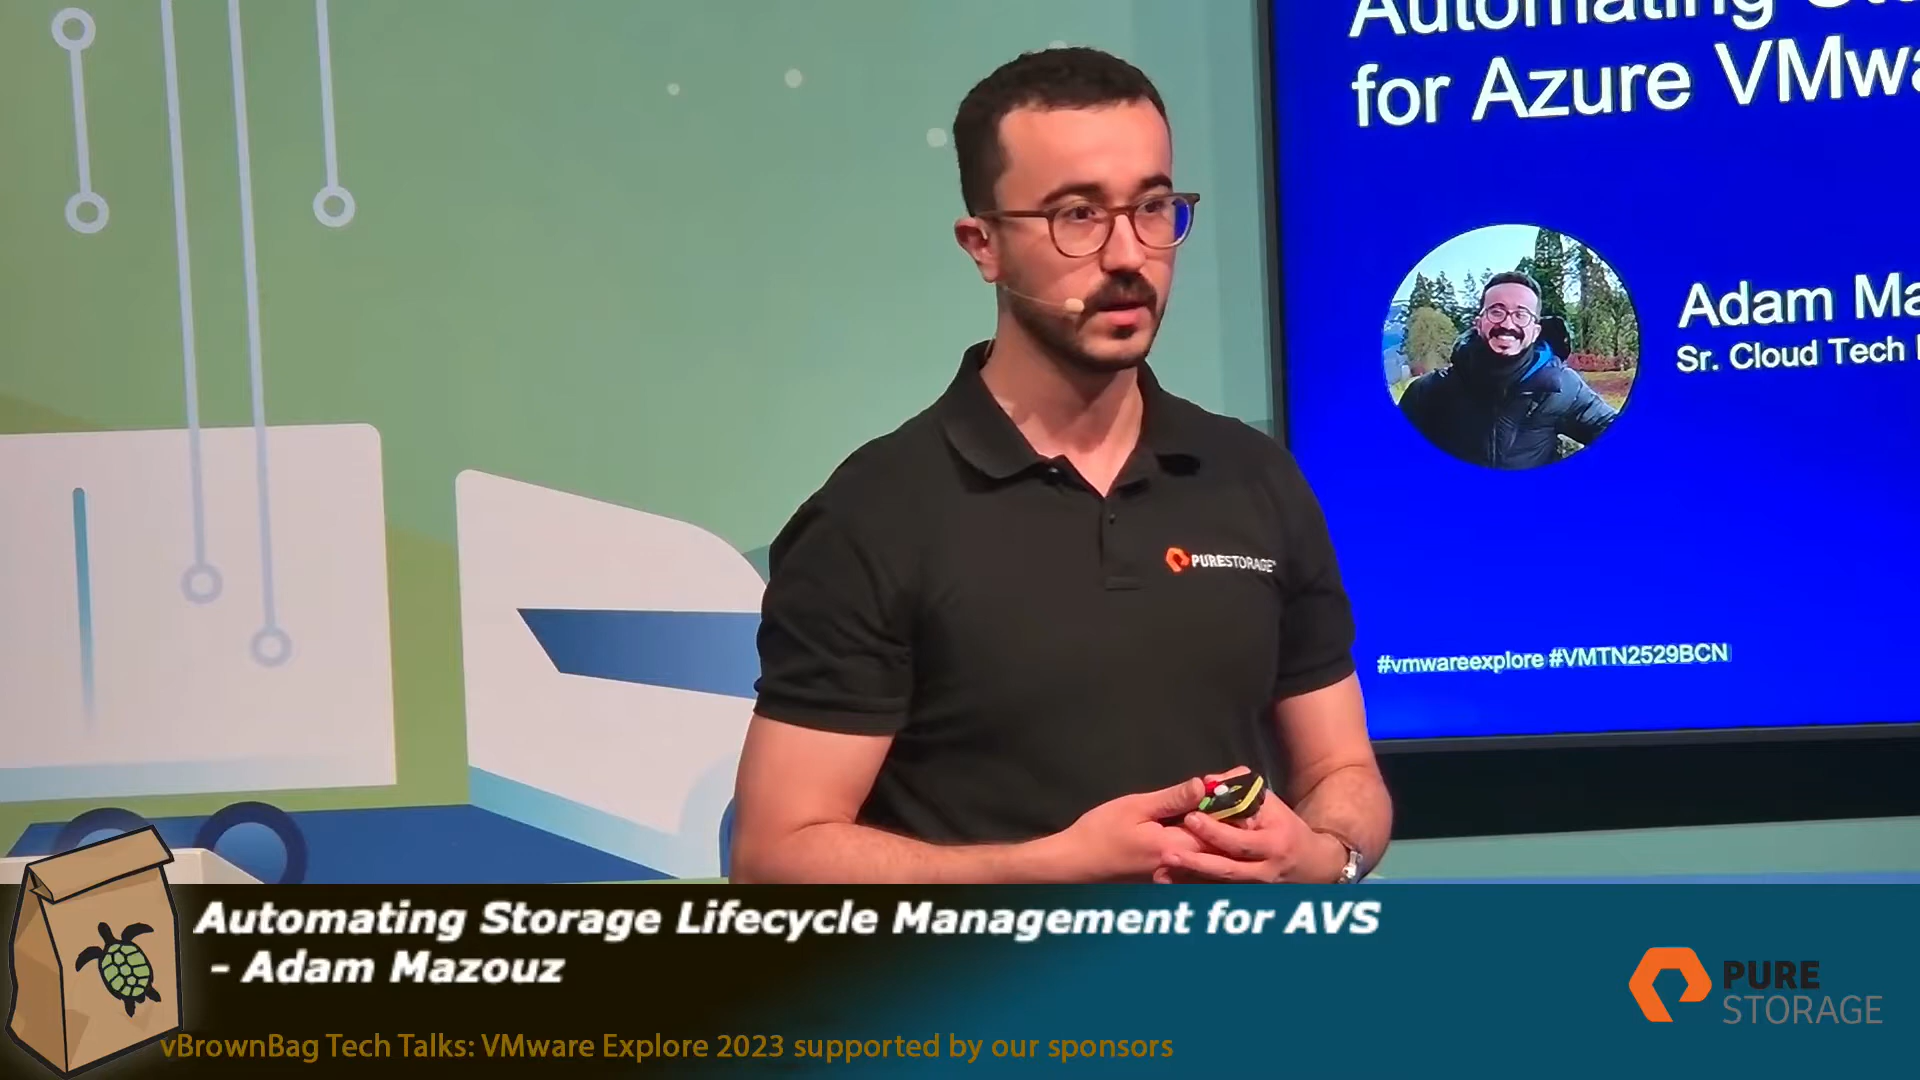 Automating
for Azure VMwa
Adam Ma
Sr. Cloud Tech
#vmwareexplore #VMTN2529BCN
PURESTORAGE
Automating Storage Lifecycle Management for AVS
- Adam Mazouz
PURE
STORAGE
vBrownBag Tech Talks: VMware Explore 2023 supported by our sponsors